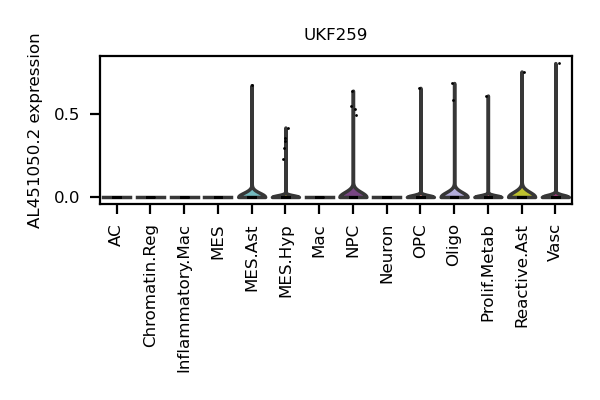 UKF259
AL451050.2 expression
0.5
0.0
AC
Chromatin.Reg
Inflammatory.Mac
MES
MES.Ast
MES.Hyp
Mac
NPC
Neuron
OPC
Oligo
Prolif.Metab
Reactive.Ast
Vasc